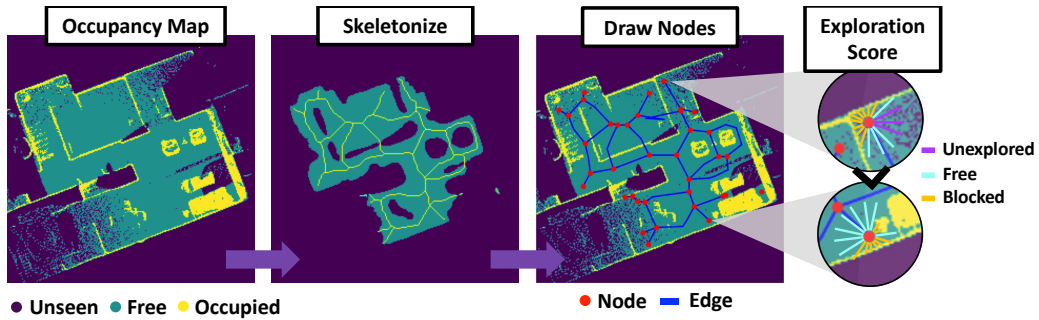 Occupancy Map
Skeletonize
Draw Nodes
Exploration
Score
Unexplored
Free
Blocked
Unseen Free Occupied
Node Edge